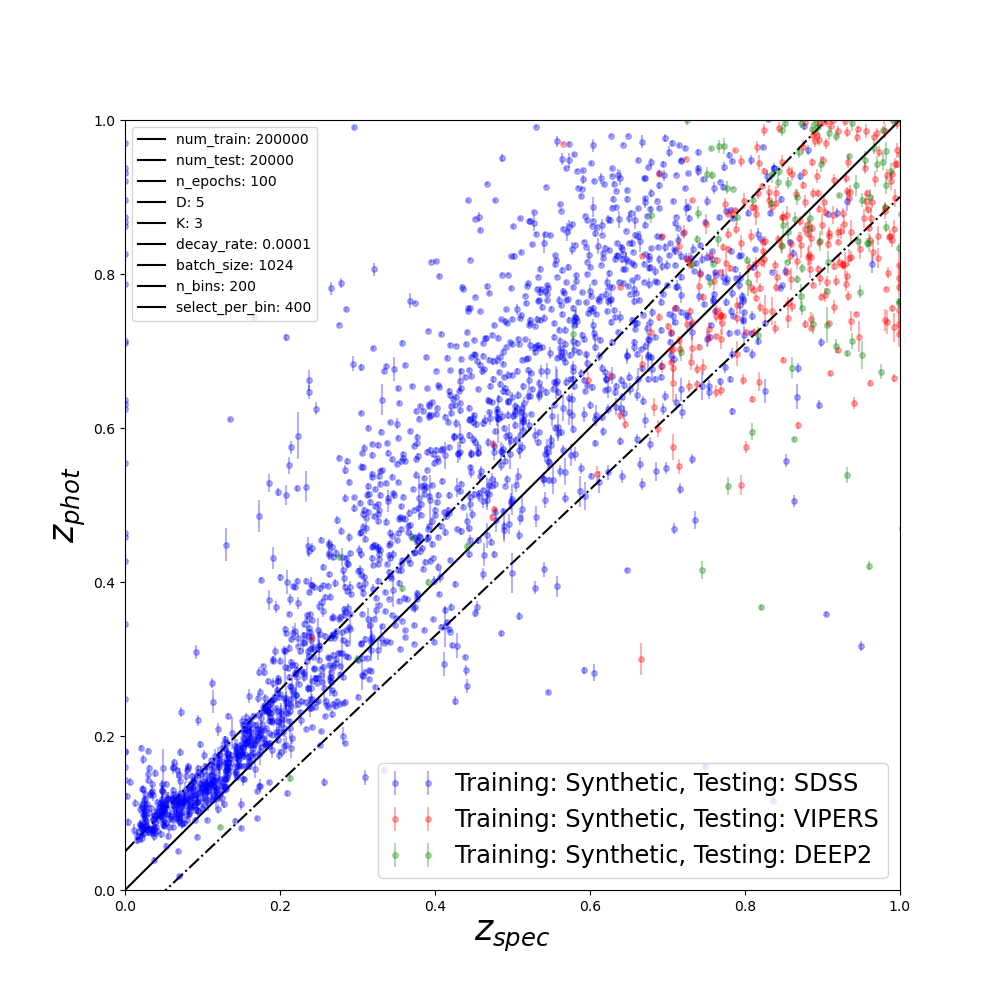 num_train: 200000
num_test: 20000
n_epochs: 100
D: 5
K: 3
decay_rate: 0.0001
batch_size: 1024
n_bins: 200
select_per_bin: 400
1.0
0.8
0.6
0.4
0.2
0.0
z_phot
Training: Synthetic, Testing: SDSS
Training: Synthetic, Testing: VIPERS
Training: Synthetic, Testing: DEEP2
0.0 0.2 0.4 0.6 0.8 1.0
z_spec